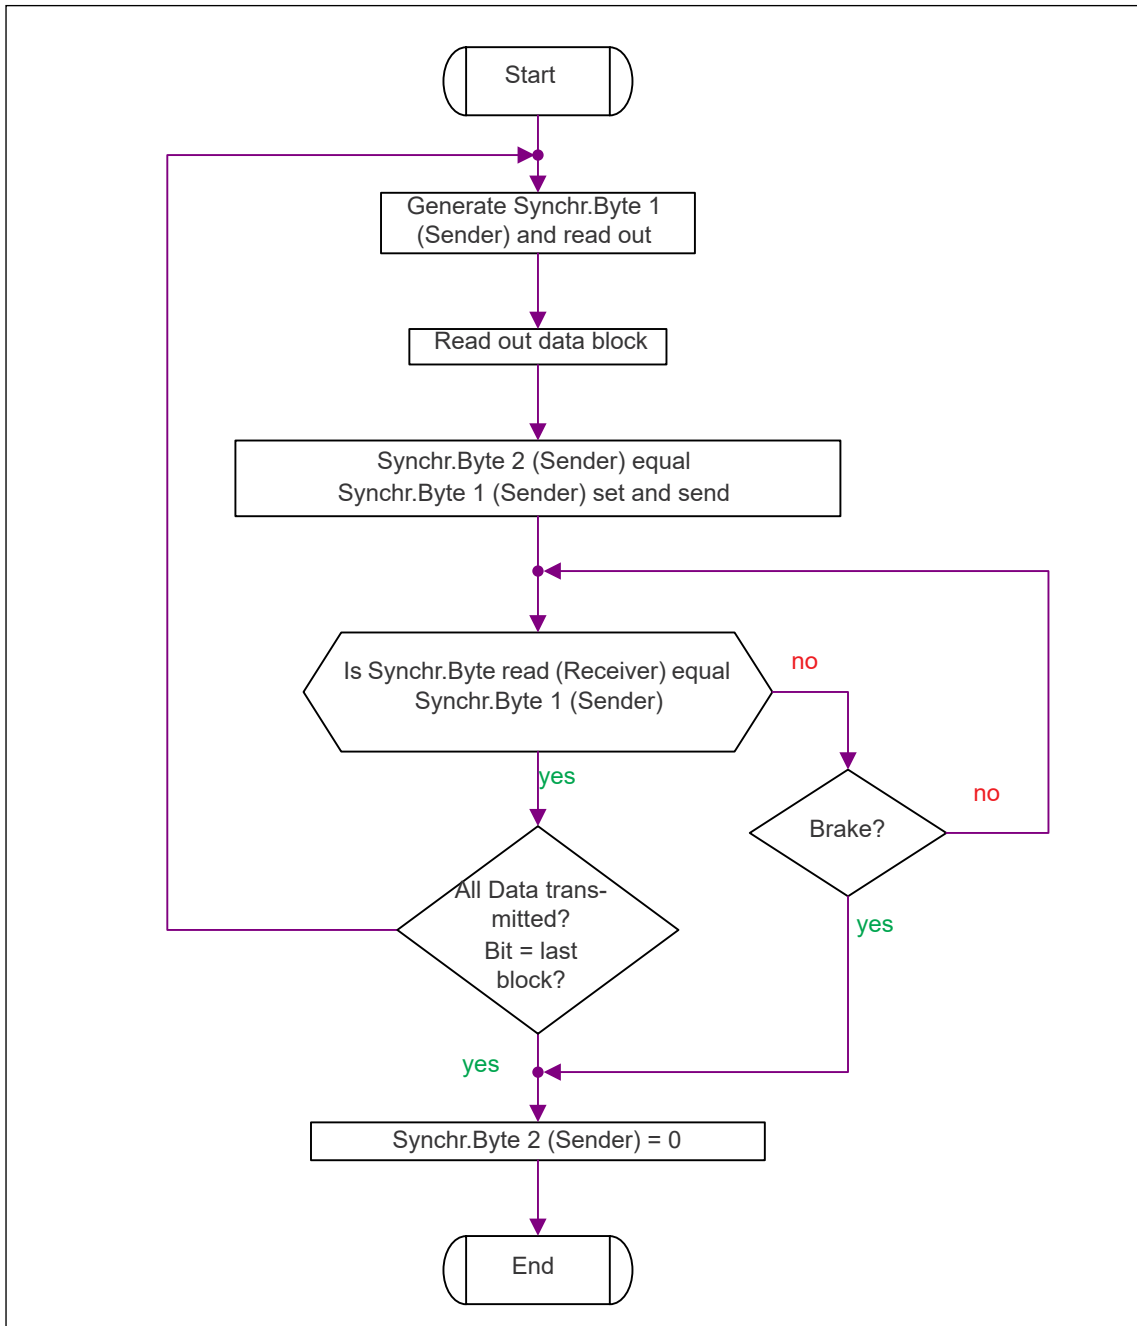 Start
Generate Synchr.Byte 1
(Sender) and read out
Read out data block
Synchr.Byte 2 (Sender) equal
Synchr.Byte 1 (Sender) set and send
Is Synchr.Byte read (Receiver) equal
Synchr.Byte 1 (Sender)
no
yes
Brake?
no
All Data trans-
mitted?
Bit = last
block?
yes
yes
Synchr.Byte 2 (Sender) = 0
End